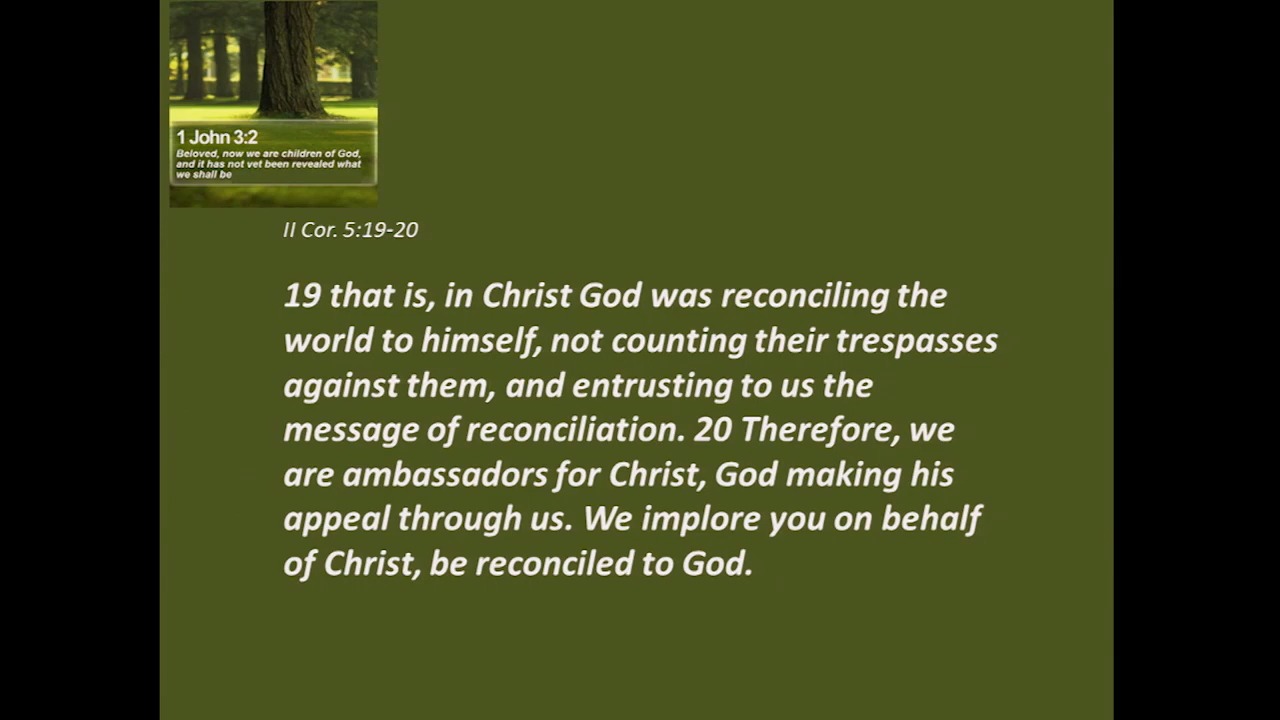 1 John 3:2
Beloved, now we are children of God,
and it has not yet been revealed what
we shall be
II Cor. 5:19-20
19 that is, in Christ God was reconciling the
world to himself, not counting their trespasses
against them, and entrusting to us the
message of reconciliation. 20 Therefore, we
are ambassadors for Christ, God making his
appeal through us. We implore you on behalf
of Christ, be reconciled to God.